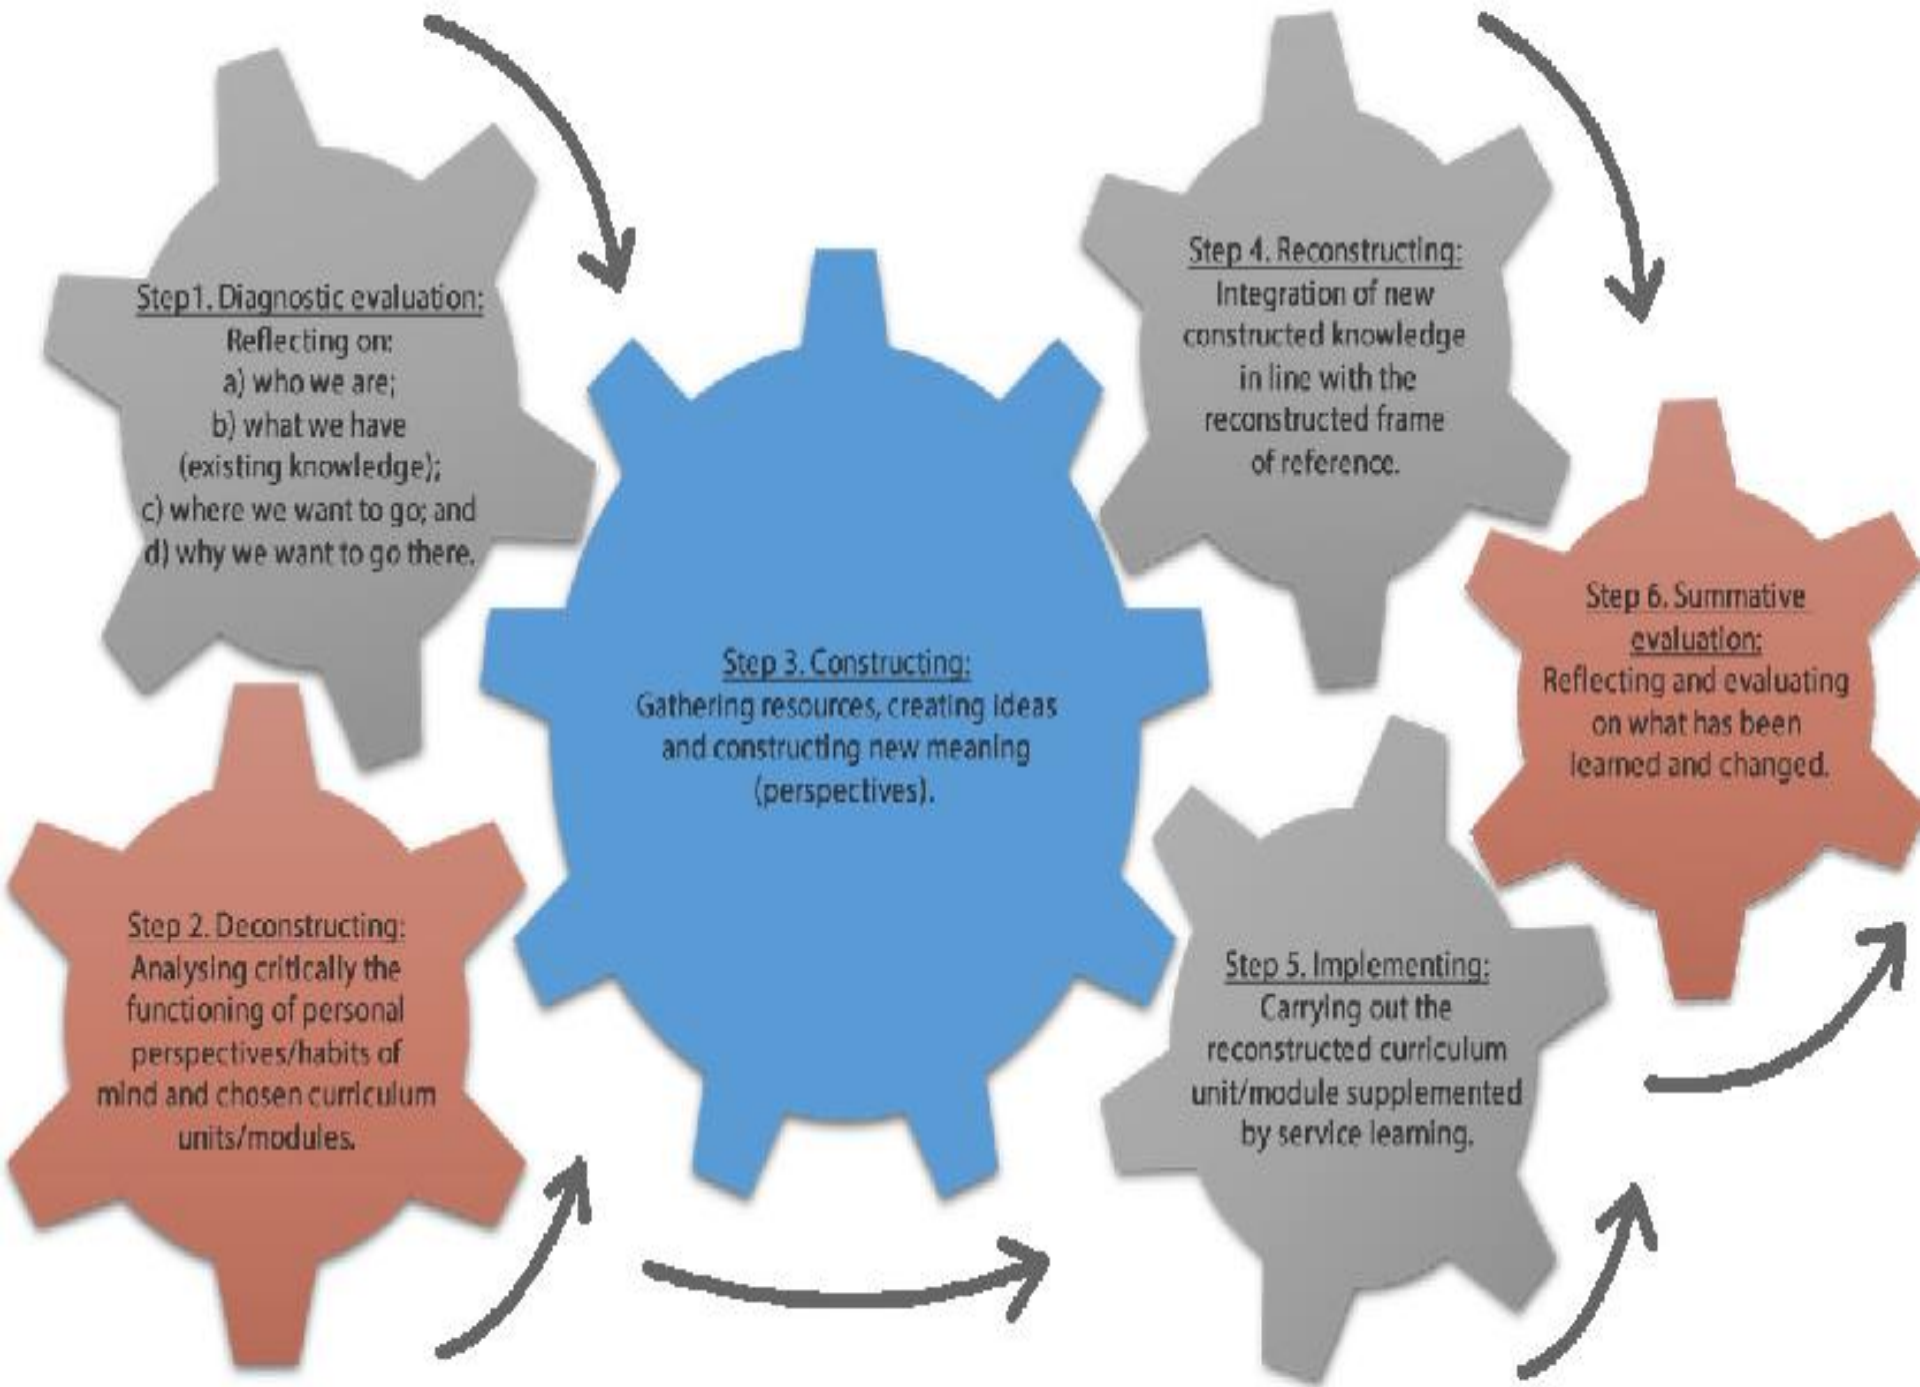 Step1. Diagnostic evaluation:
Reflecting on:
a) who we are;
b) what we have
(existing knowledge);
c) where we want to go; and
d) why we want to go there.
Step 2. Deconstructing:
Analysing critically the
functioning of personal
perspectives/habits of
mind and chosen curriculum
units/modules.
Step 3. Constructing:
Gathering resources, creating ideas
and constructing new meaning
(perspectives).
Step 4. Reconstructing:
Integration of new
constructed knowledge
in line with the
reconstructed frame
of reference.
Step 5. Implementing:
Carrying out the
reconstructed curriculum
unit/module supplemented
by service learning.
Step 6. Summative
evaluation:
Reflecting and evaluating
on what has been
learned and changed.